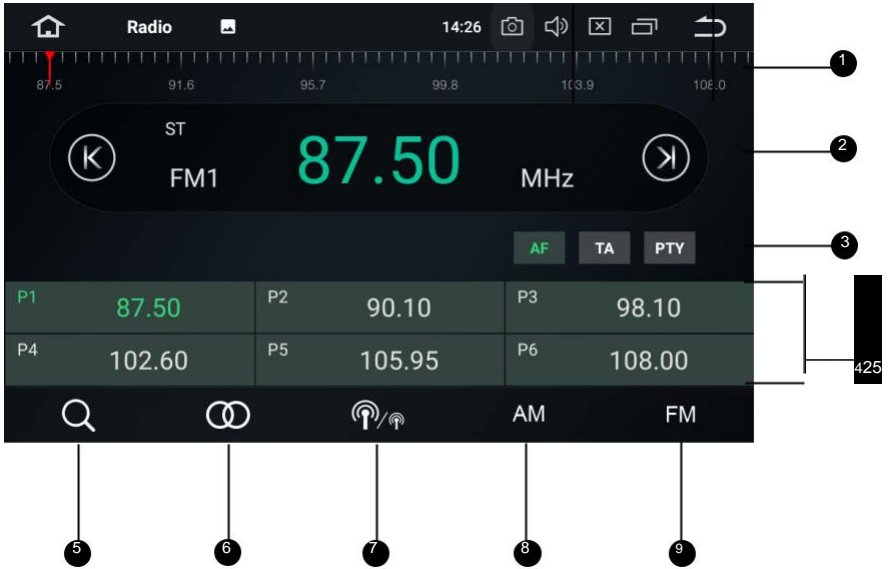 Radio 14:26
1
87.5 91.6 95.7 99.8 103.9 108.0
ST
2
FM1 87.50 MHz
AF TA PTY 3
P1 87.50 P2 90.10 P3 98.10
P4 102.60 P5 105.95 P6 108.00
425
AM FM
5 6 7 8 9